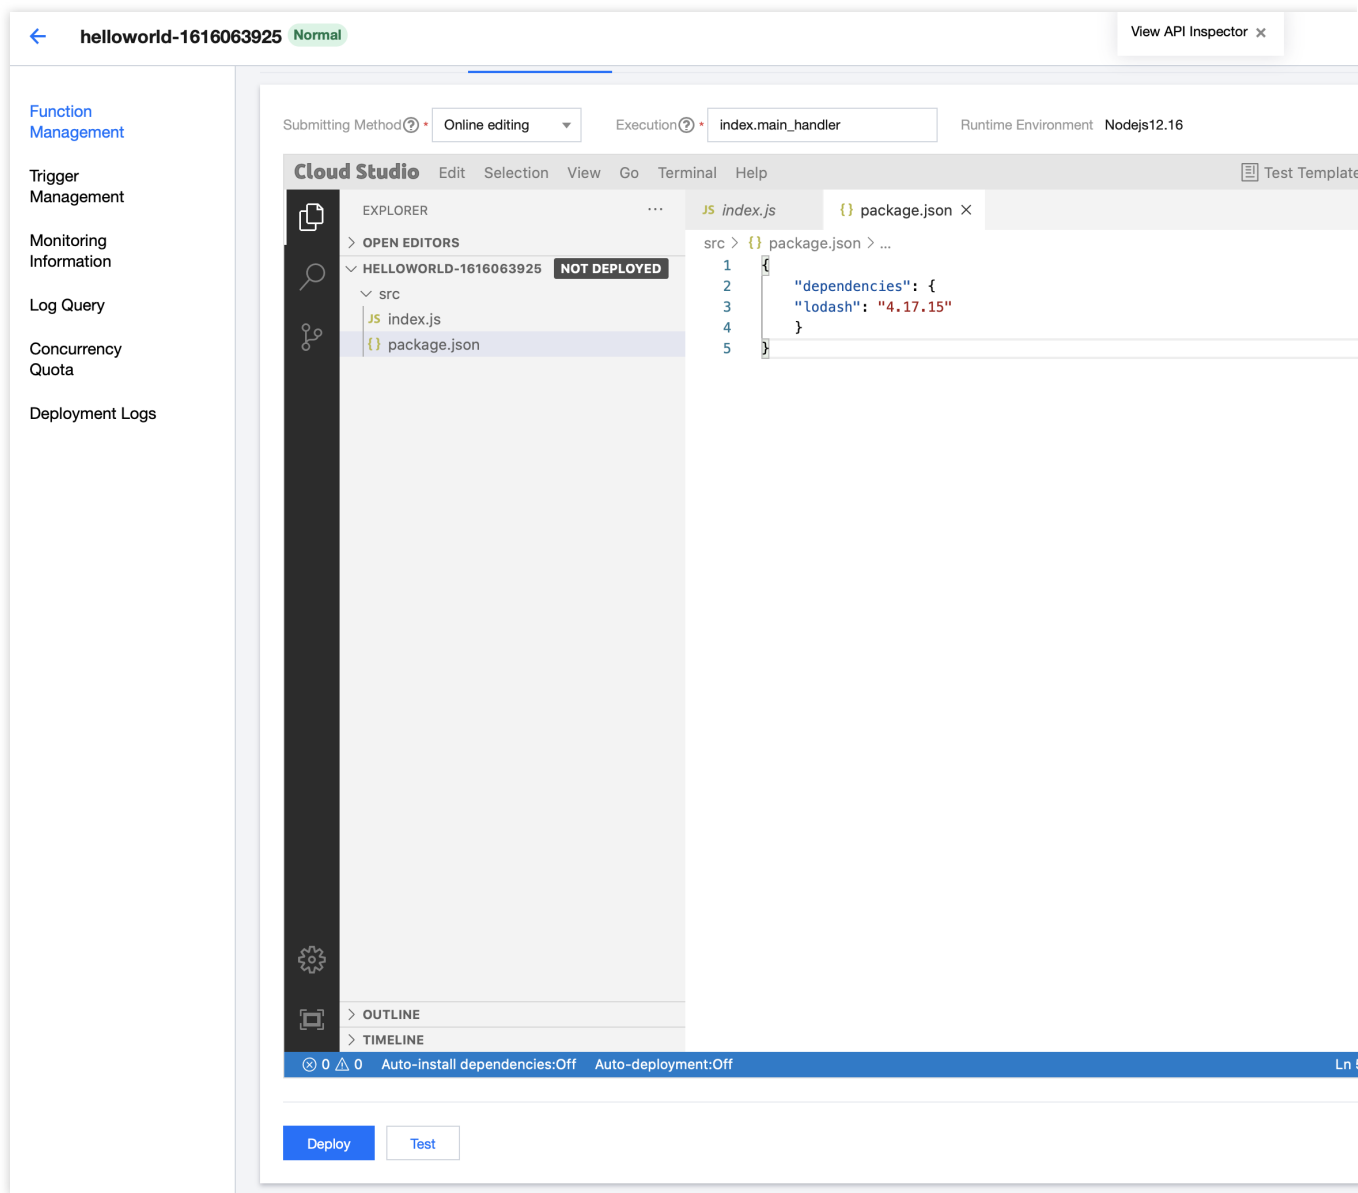 helloworld-1616063925 Normal
View API Inspector ×
Function
Management
Trigger
Management
Monitoring
Information
Log Query
Concurrency
Quota
Deployment Logs
Submitting Method ? * Online editing
Execution ? * index.main_handler
Runtime Environment Nodejs12.16
Cloud Studio Edit Selection View Go Terminal Help
Test Template
EXPLORER ...
OPEN EDITORS
HELLOWORLD-1616063925 NOT DEPLOYED
src
JS index.js
{} package.json
OUTLINE
TIMELINE
JS index.js {} package.json ×
src > {} package.json > ...
1 {
2 "dependencies": {
3 "lodash": "4.17.15"
4 }
5 }
0 0 Auto-install dependencies:Off Auto-deployment:Off
Ln
Deploy Test